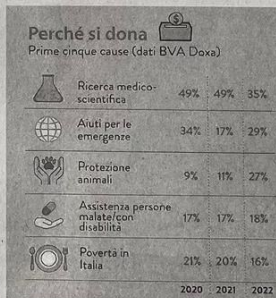 Perché si dona
$
Prime cinque cause (dati BVA Doxa)
Ricerca medico-
scientifica
49% 49% 35%
Aiuti per le
emergenze
34% 17% 29%
Protezione
animali
9% 11% 27%
Assistenza persone
malate/con
disabilità
17% 17% 18%
Povertà in
Italia
21% 20% 16%
2020 2021 2022